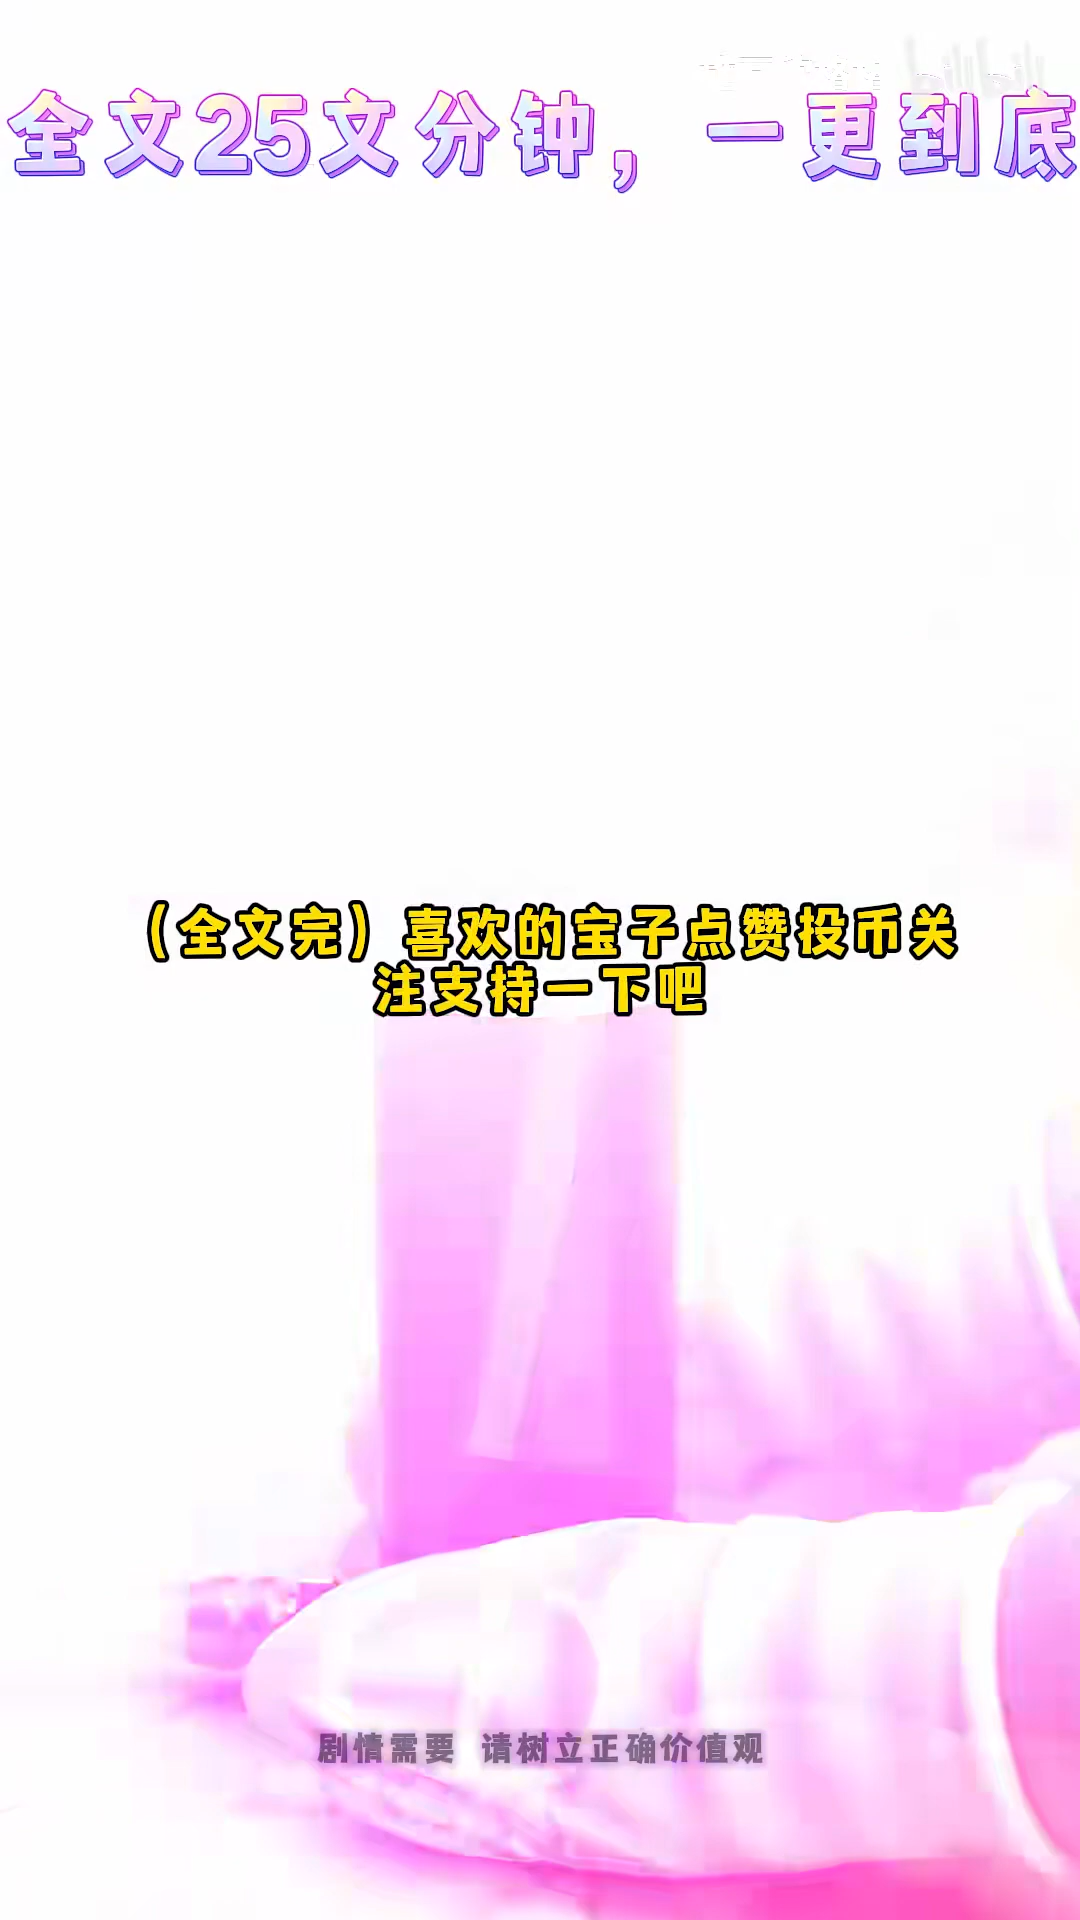 全文25文分钟，一更到底
（全文完）喜欢的宝子点赞投币关
注支持一下吧
剧情需要 请树立正确价值观